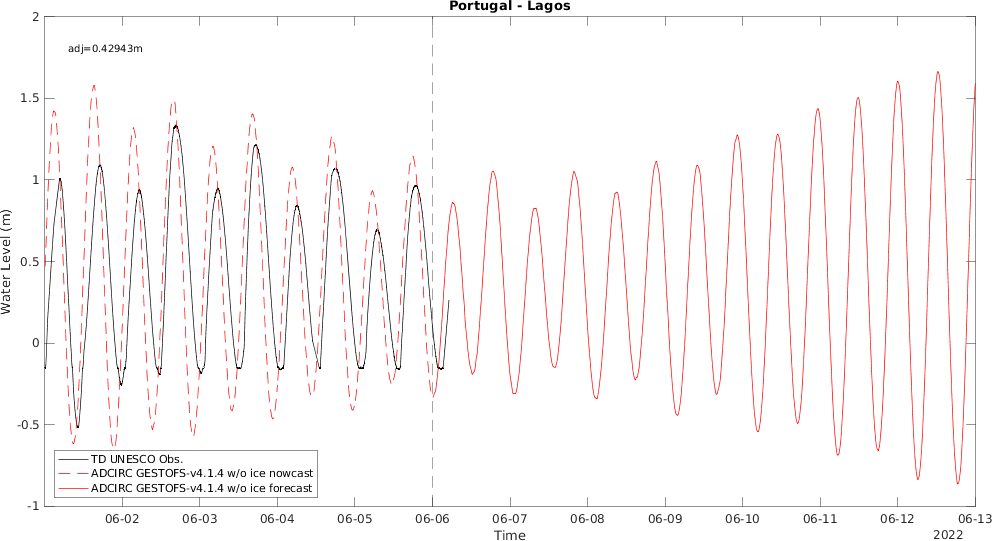 Portugal - Lagos
adj=0.42943m
Water Level (m)
2
1.5
1
0.5
0
-0.5
-1
TD UNESCO Obs.
ADCIRC GESTOFS-v4.1.4 w/o ice nowcast
ADCIRC GESTOFS-v4.1.4 w/o ice forecast
06-02 06-03 06-04 06-05 06-06 06-07 06-08 06-09 06-10 06-11 06-12 06-13
Time
2022